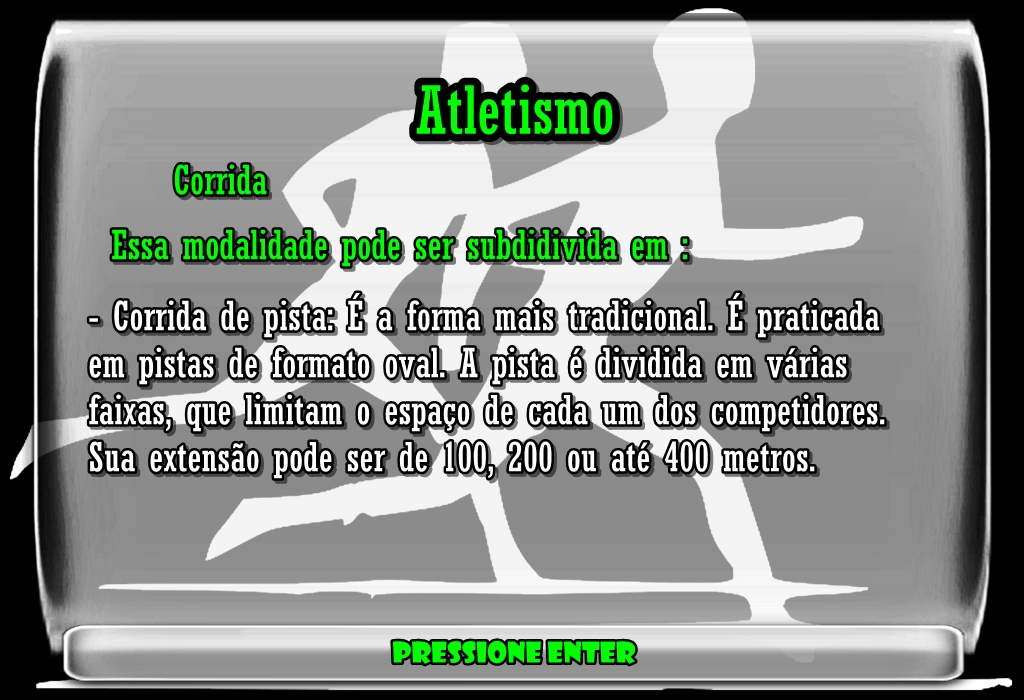 Atletismo
Corrida
Essa modalidade pode ser subdidivida em :
- Corrida de pista: É a forma mais tradicional. É praticada
em pistas de formato oval. A pista é dividida em várias
faixas, que limitam o espaço de cada um dos competidores.
Sua extensão pode ser de 100, 200 ou até 400 metros.
PRESSIONE ENTER